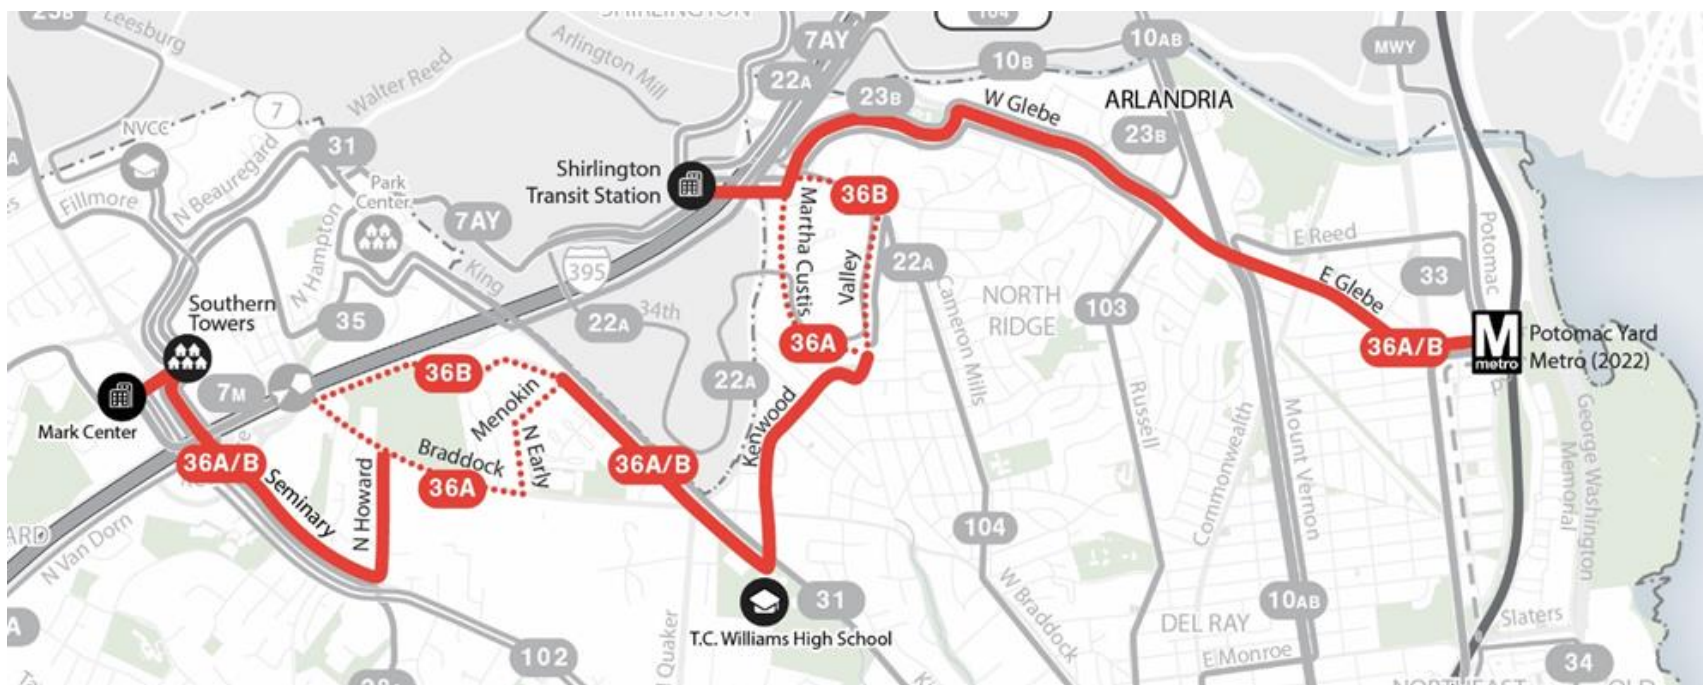 Leesburg
SHIRLINGTON
104
7AY
10B
10AB
MWY
Walter Reed
Arlington Mill
22A
23B
W Glebe
ARLANDRIA
7
NVCC
31
23B
A
N Beauregard
Shirlington
Transit Station
Park
Center
36B
Fillmore
7AY
Martha Custis
Valley
Potomac
E Reed
N Hampton
King
395
22A
33
Southern
Towers
NORTH
RIDGE
Cameron Mills
103
E Glebe
35
22A
34th
36A
36A/B
M
metro
Potomac Yard
Metro (2022)
36B
7M
22A
Menokin
Mark Center
Kenwood
Russell
Commonwealth
Mount Vernon
George Washington
Memorial
36A/B
Seminary
N Howard
Braddock
36A
N Early
36A/B
N Van Dorn
104
31
W Braddock
10AB
DEL RAY
Slaters
T.C. Williams High School
Quaker
102
E Monroe
34